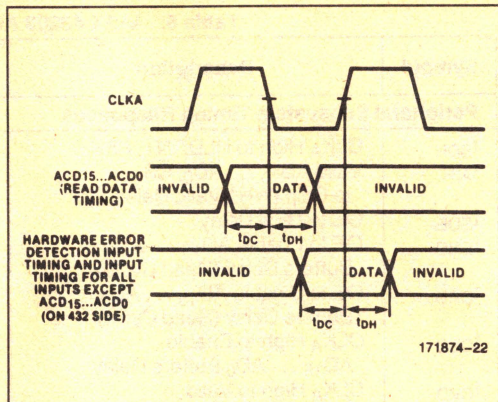 CLKA
ACD15...ACD0
(READ DATA
TIMING)
INVALID DATA INVALID
tDC tDH
HARDWARE ERROR
DETECTION INPUT
TIMING AND INPUT
TIMING FOR ALL
INPUTS EXCEPT
ACD15...ACD0
(ON 432 SIDE)
INVALID DATA INVALID
tDC tDH
171874-22